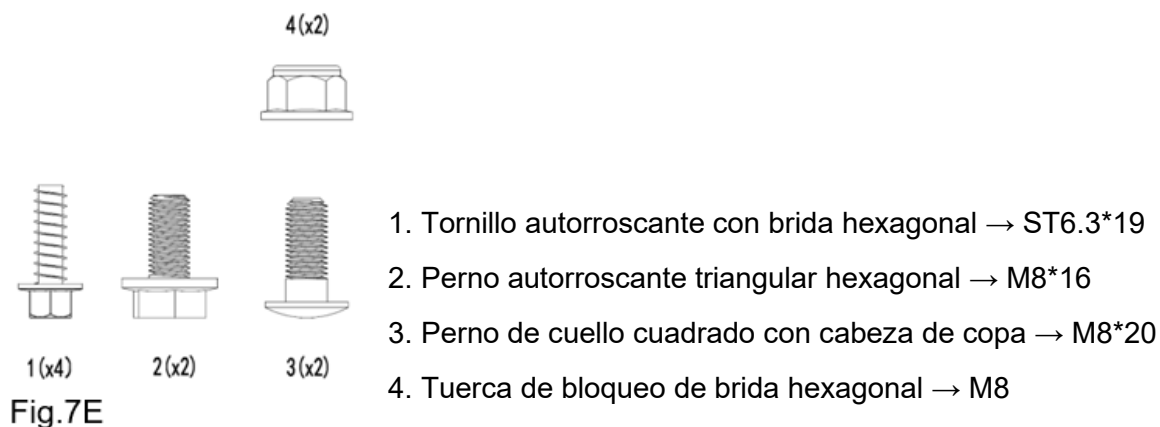 4(x2)
1. Tornillo autorroscante con brida hexagonal → ST6.3*19
2. Perno autorroscante triangular hexagonal → M8*16
3. Perno de cuello cuadrado con cabeza de copa → M8*20
4. Tuerca de bloqueo de brida hexagonal → M8
1(x4) 2(x2) 3(x2)
Fig.7E